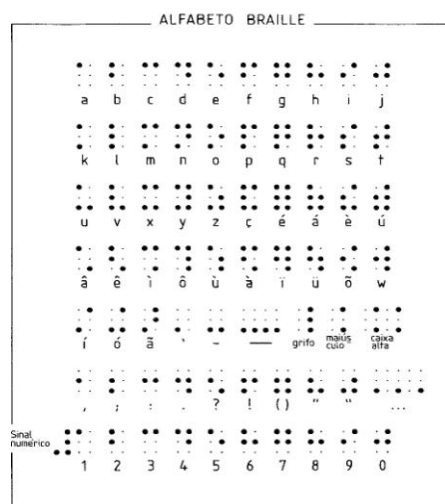 ALFABETO BRAILLE
a b c d e f g h i j
k l m n o p q r s t
u v x y z ç é á è ú
â ê ì ô ù à ï ü õ w
í ó ã ` ~ — grifo maiús culo caixa alta
, ; : . ? ! ( ) “ “ ...
Sinal numérico
1 2 3 4 5 6 7 8 9 0